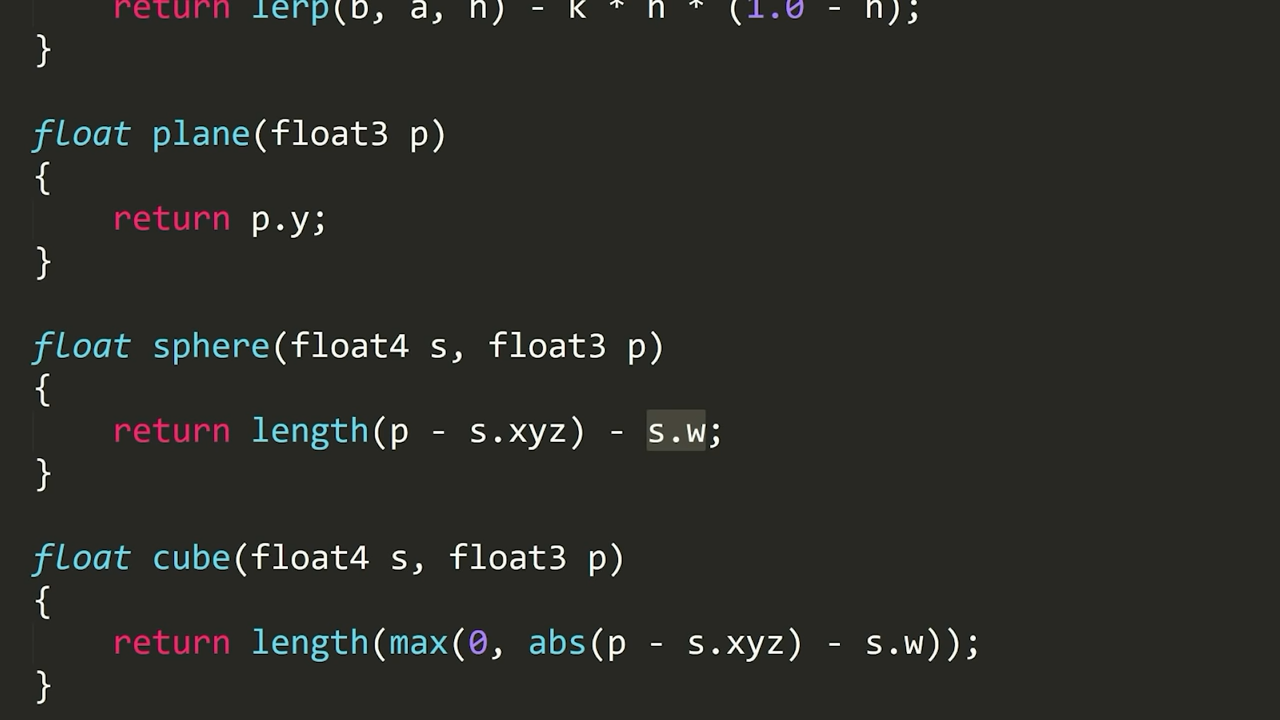 return lerp(b, a, h) - k * h * (1.0 - h);
}
float plane(float3 p)
{
return p.y;
}
float sphere(float4 s, float3 p)
{
return length(p - s.xyz) - s.w;
}
float cube(float4 s, float3 p)
{
return length(max(0, abs(p - s.xyz) - s.w));
}